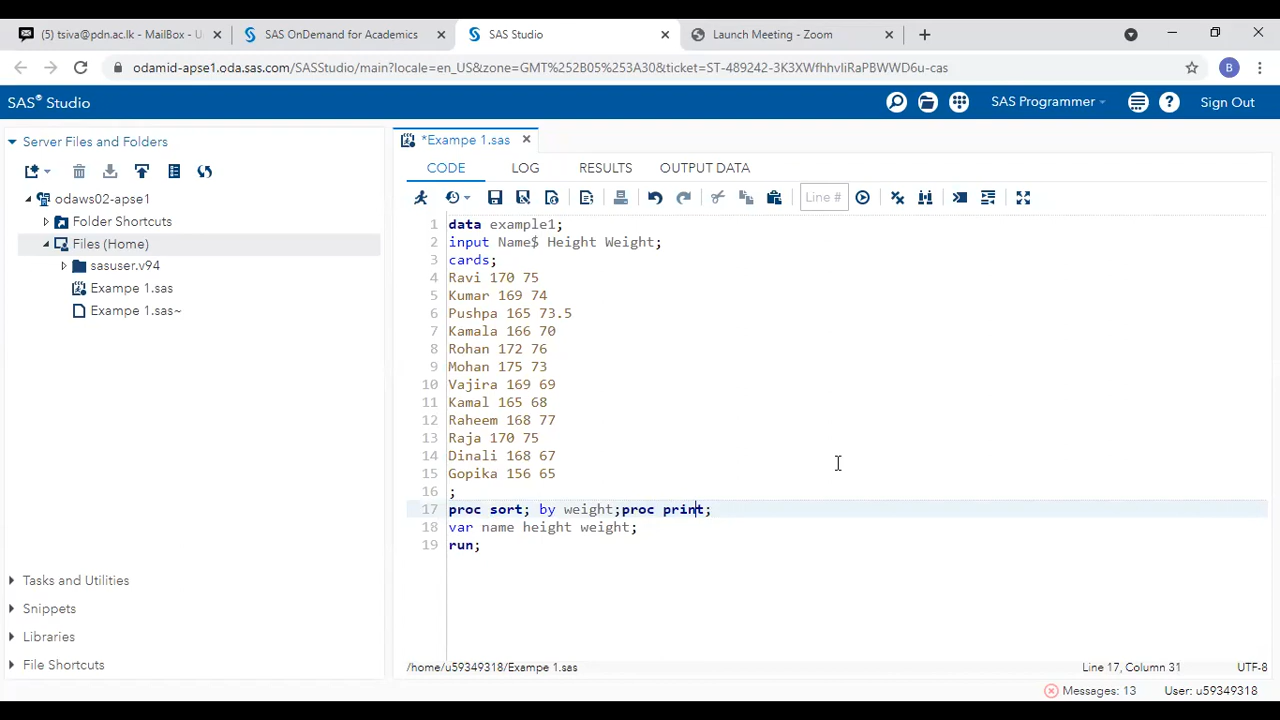 (5) tsiva@pdn.ac.lk - MailBox - U
SAS OnDemand for Academics
SAS Studio
Launch Meeting - Zoom
odamid-apse1.oda.sas.com/SASStudio/main?locale=en_US&zone=GMT%252B05%253A30&ticket=ST-489242-3K3XWfhhvIiRaPBWWD6u-cas
B
SAS® Studio
SAS Programmer
Sign Out
Server Files and Folders
odaws02-apse1
Folder Shortcuts
Files (Home)
sasuser.v94
Exampe 1.sas
Exampe 1.sas~
Tasks and Utilities
Snippets
Libraries
File Shortcuts
*Exampe 1.sas
CODE LOG RESULTS OUTPUT DATA
Line #
1 data example1;
2 input Name$ Height Weight;
3 cards;
4 Ravi 170 75
5 Kumar 169 74
6 Pushpa 165 73.5
7 Kamala 166 70
8 Rohan 172 76
9 Mohan 175 73
10 Vajira 169 69
11 Kamal 165 68
12 Raheem 168 77
13 Raja 170 75
14 Dinali 168 67
15 Gopika 156 65
16 ;
17 proc sort; by weight;proc print;
18 var name height weight;
19 run;
/home/u59349318/Exampe 1.sas
Line 17, Column 31
UTF-8
Messages: 13
User: u59349318